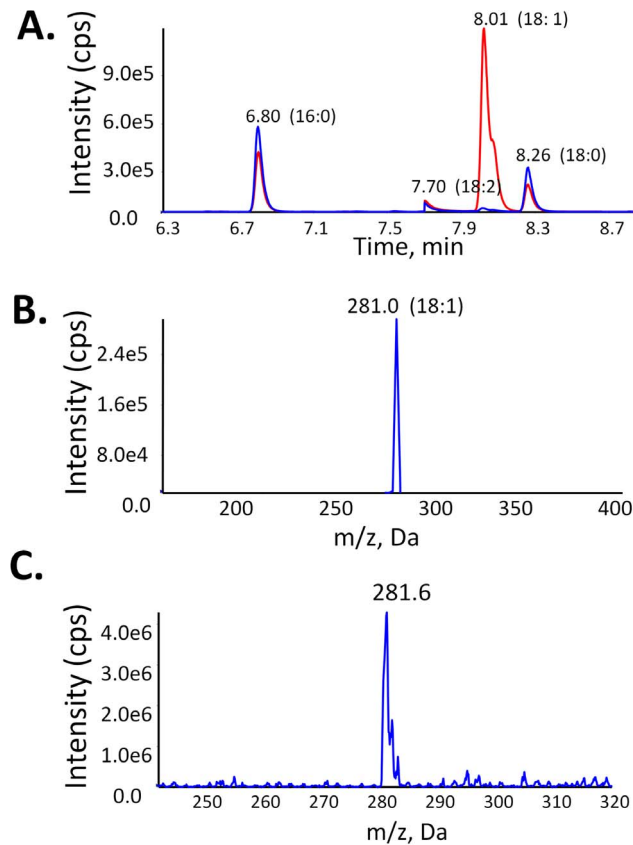 A.
Intensity (cps)
9.0e5
6.0e5
3.0e5
0.0
6.80 (16:0)
7.70 (18:2)
8.01 (18: 1)
8.26 (18:0)
6.3 6.7 7.1 7.5 7.9 8.3 8.7
Time, min
B.
Intensity (cps)
2.4e5
1.6e5
8.0e4
0.0
281.0 (18:1)
200 250 300 350 400
m/z, Da
C.
Intensity (cps)
4.0e6
3.0e6
2.0e6
1.0e6
0.0
281.6
250 260 270 280 290 300 310 320
m/z, Da